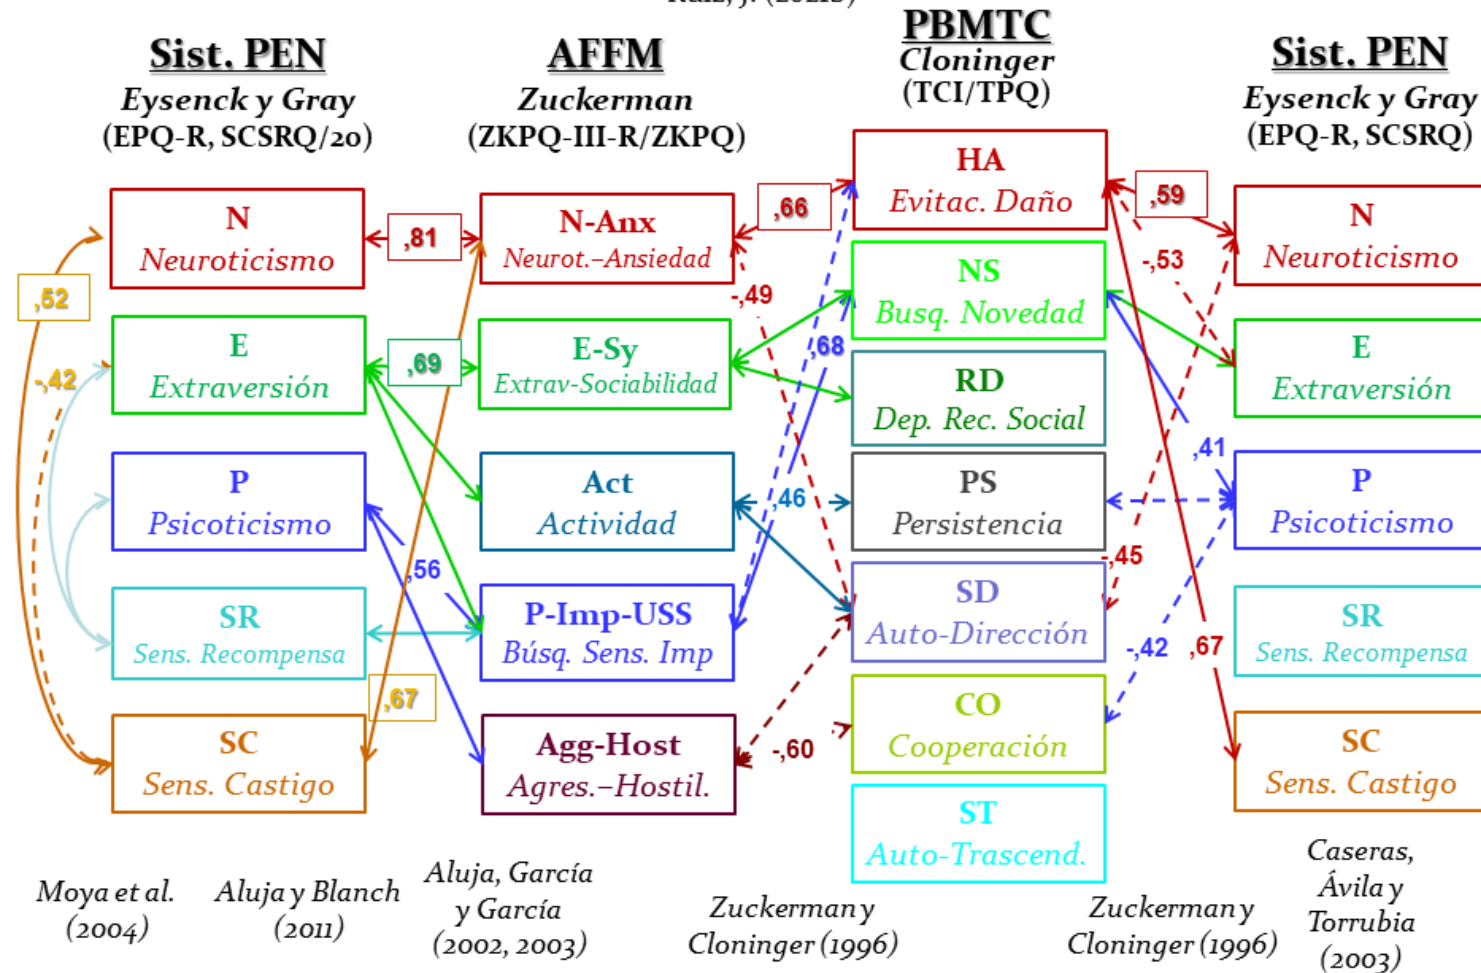 Ruiz, J. (2021b)
Sist. PEN
Eysenck y Gray
(EPQ-R, SCSRQ/20)
AFFM
Zuckerman
(ZKPQ-III-R/ZKPQ)
PBMTC
Cloninger
(TCI/TPQ)
Sist. PEN
Eysenck y Gray
(EPQ-R, SCSRQ)
N
Neuroticismo
E
Extraversión
P
Psicoticismo
SR
Sens. Recompensa
SC
Sens. Castigo
,52
-,42
,81
,69
,56
,67
N-Anx
Neurot.–Ansiedad
E-Sy
Extrav-Sociabilidad
Act
Actividad
P-Imp-USS
Búsq. Sens. Imp
Agg-Host
Agres.–Hostil.
,66
-,49
,68
,46
-,60
HA
Evitac. Daño
NS
Busq. Novedad
RD
Dep. Rec. Social
PS
Persistencia
SD
Auto-Dirección
CO
Cooperación
ST
Auto-Trascend.
,59
-,53
,41
-,45
-,42
,67
N
Neuroticismo
E
Extraversión
P
Psicoticismo
SR
Sens. Recompensa
SC
Sens. Castigo
Moya et al.
(2004)
Aluja y Blanch
(2011)
Aluja, García
y García
(2002, 2003)
Zuckerman y
Cloninger (1996)
Zuckerman y
Cloninger (1996)
Caseras,
Ávila y
Torrubia
(2003)